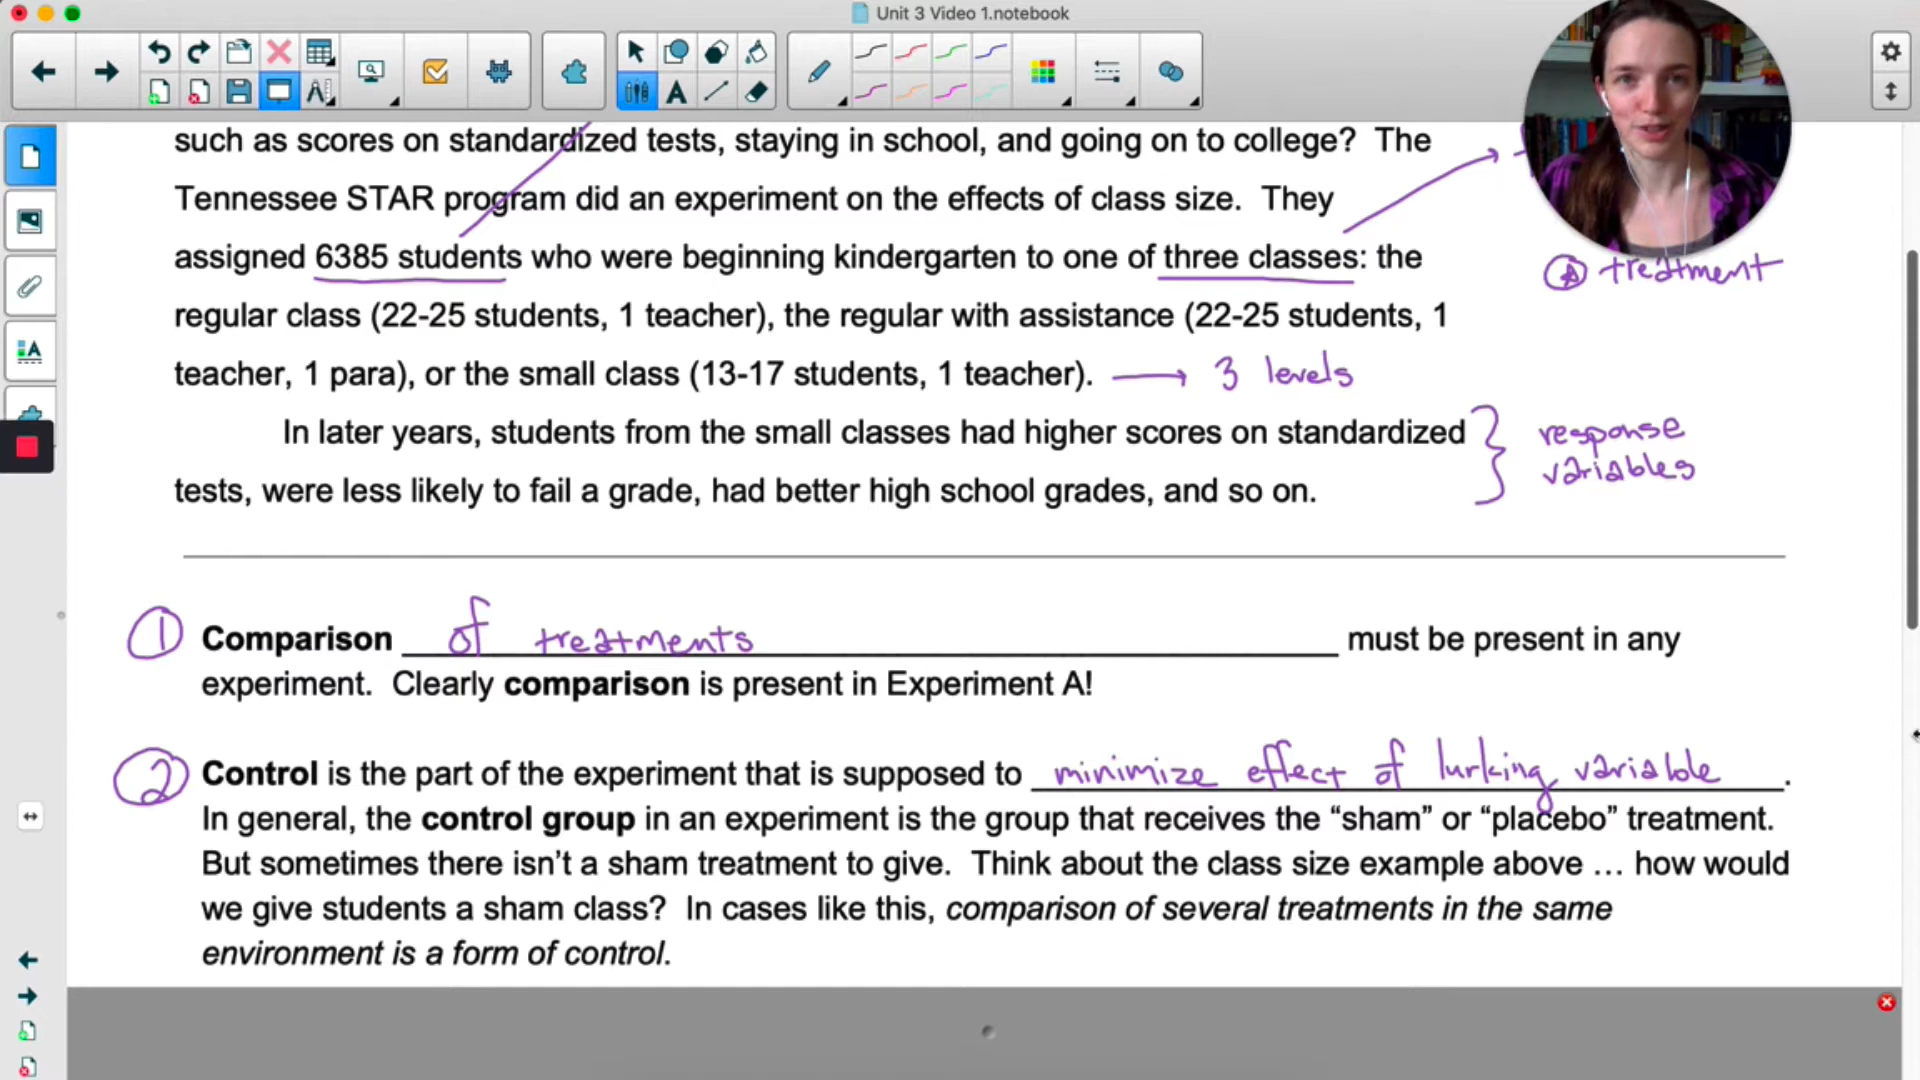 Unit 3 Video 1.notebook
such as scores on standardized tests, staying in school, and going on to college? The
Tennessee STAR program did an experiment on the effects of class size. They
assigned 6385 students who were beginning kindergarten to one of three classes: the
treatment
regular class (22-25 students, 1 teacher), the regular with assistance (22-25 students, 1
teacher, 1 para), or the small class (13-17 students, 1 teacher). → 3 levels
In later years, students from the small classes had higher scores on standardized
tests, were less likely to fail a grade, had better high school grades, and so on.
response
variables
1 Comparison of treatments must be present in any
experiment. Clearly comparison is present in Experiment A!
2 Control is the part of the experiment that is supposed to minimize effect of lurking variable.
In general, the control group in an experiment is the group that receives the “sham” or “placebo” treatment.
But sometimes there isn’t a sham treatment to give. Think about the class size example above … how would
we give students a sham class? In cases like this, comparison of several treatments in the same
environment is a form of control.